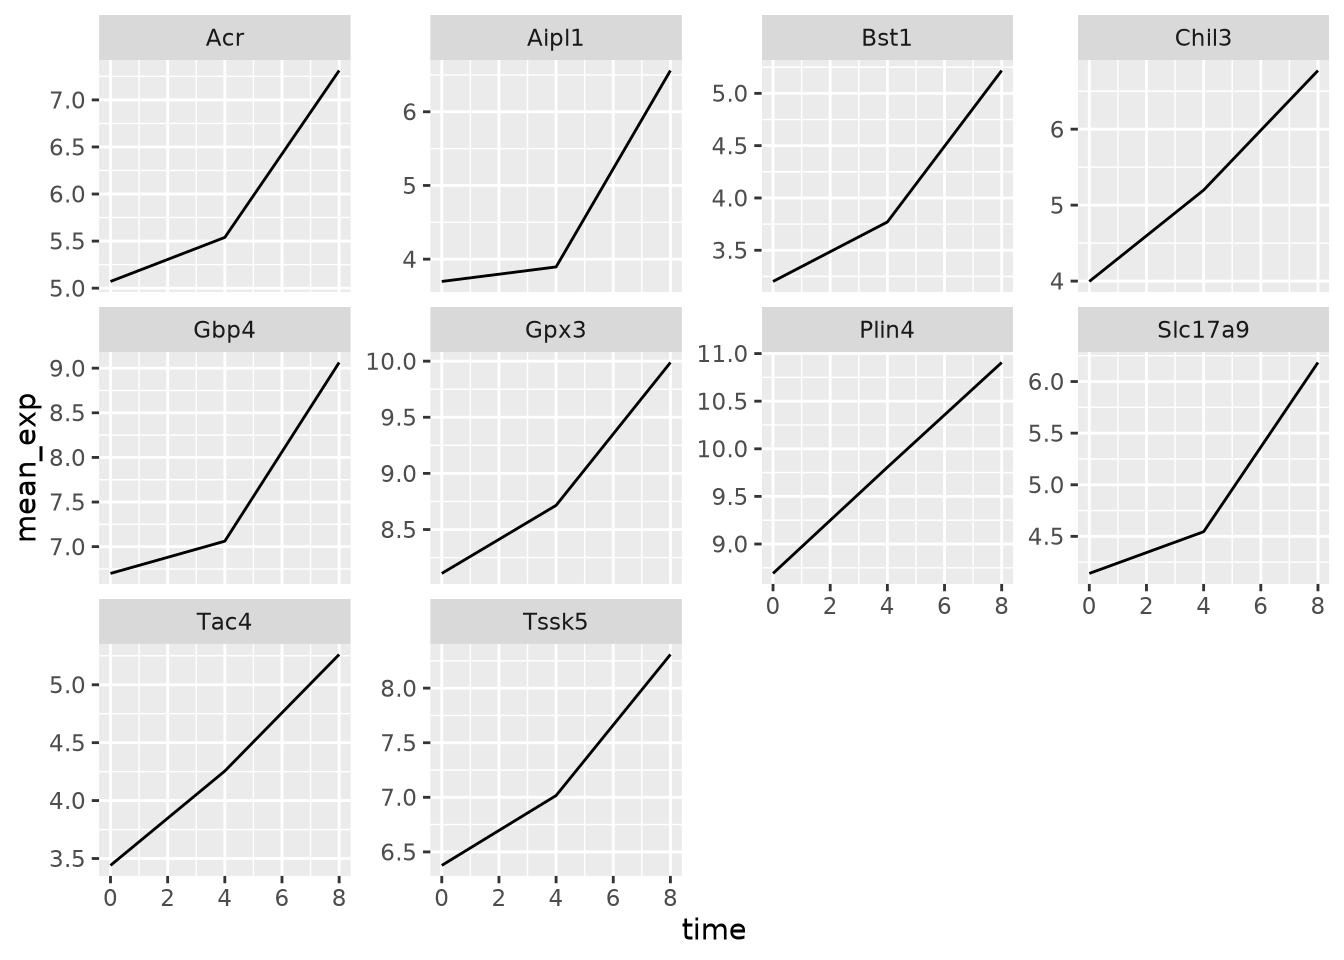 Acr Aipl1 Bst1 Chil3
7.0 6.5 6.0 5.5 5.0
6 5 4
5.0 4.5 4.0 3.5
6 5 4
Gbp4 Gpx3 Plin4 Slc17a9
9.0 8.5 8.0 7.5 7.0
10.0 9.5 9.0 8.5
11.0 10.5 10.0 9.5 9.0
6.0 5.5 5.0 4.5
0 2 4 6 8 0 2 4 6 8
mean_exp
Tac4 Tssk5
5.0 4.5 4.0 3.5
8.0 7.5 7.0 6.5
0 2 4 6 8 0 2 4 6 8
time